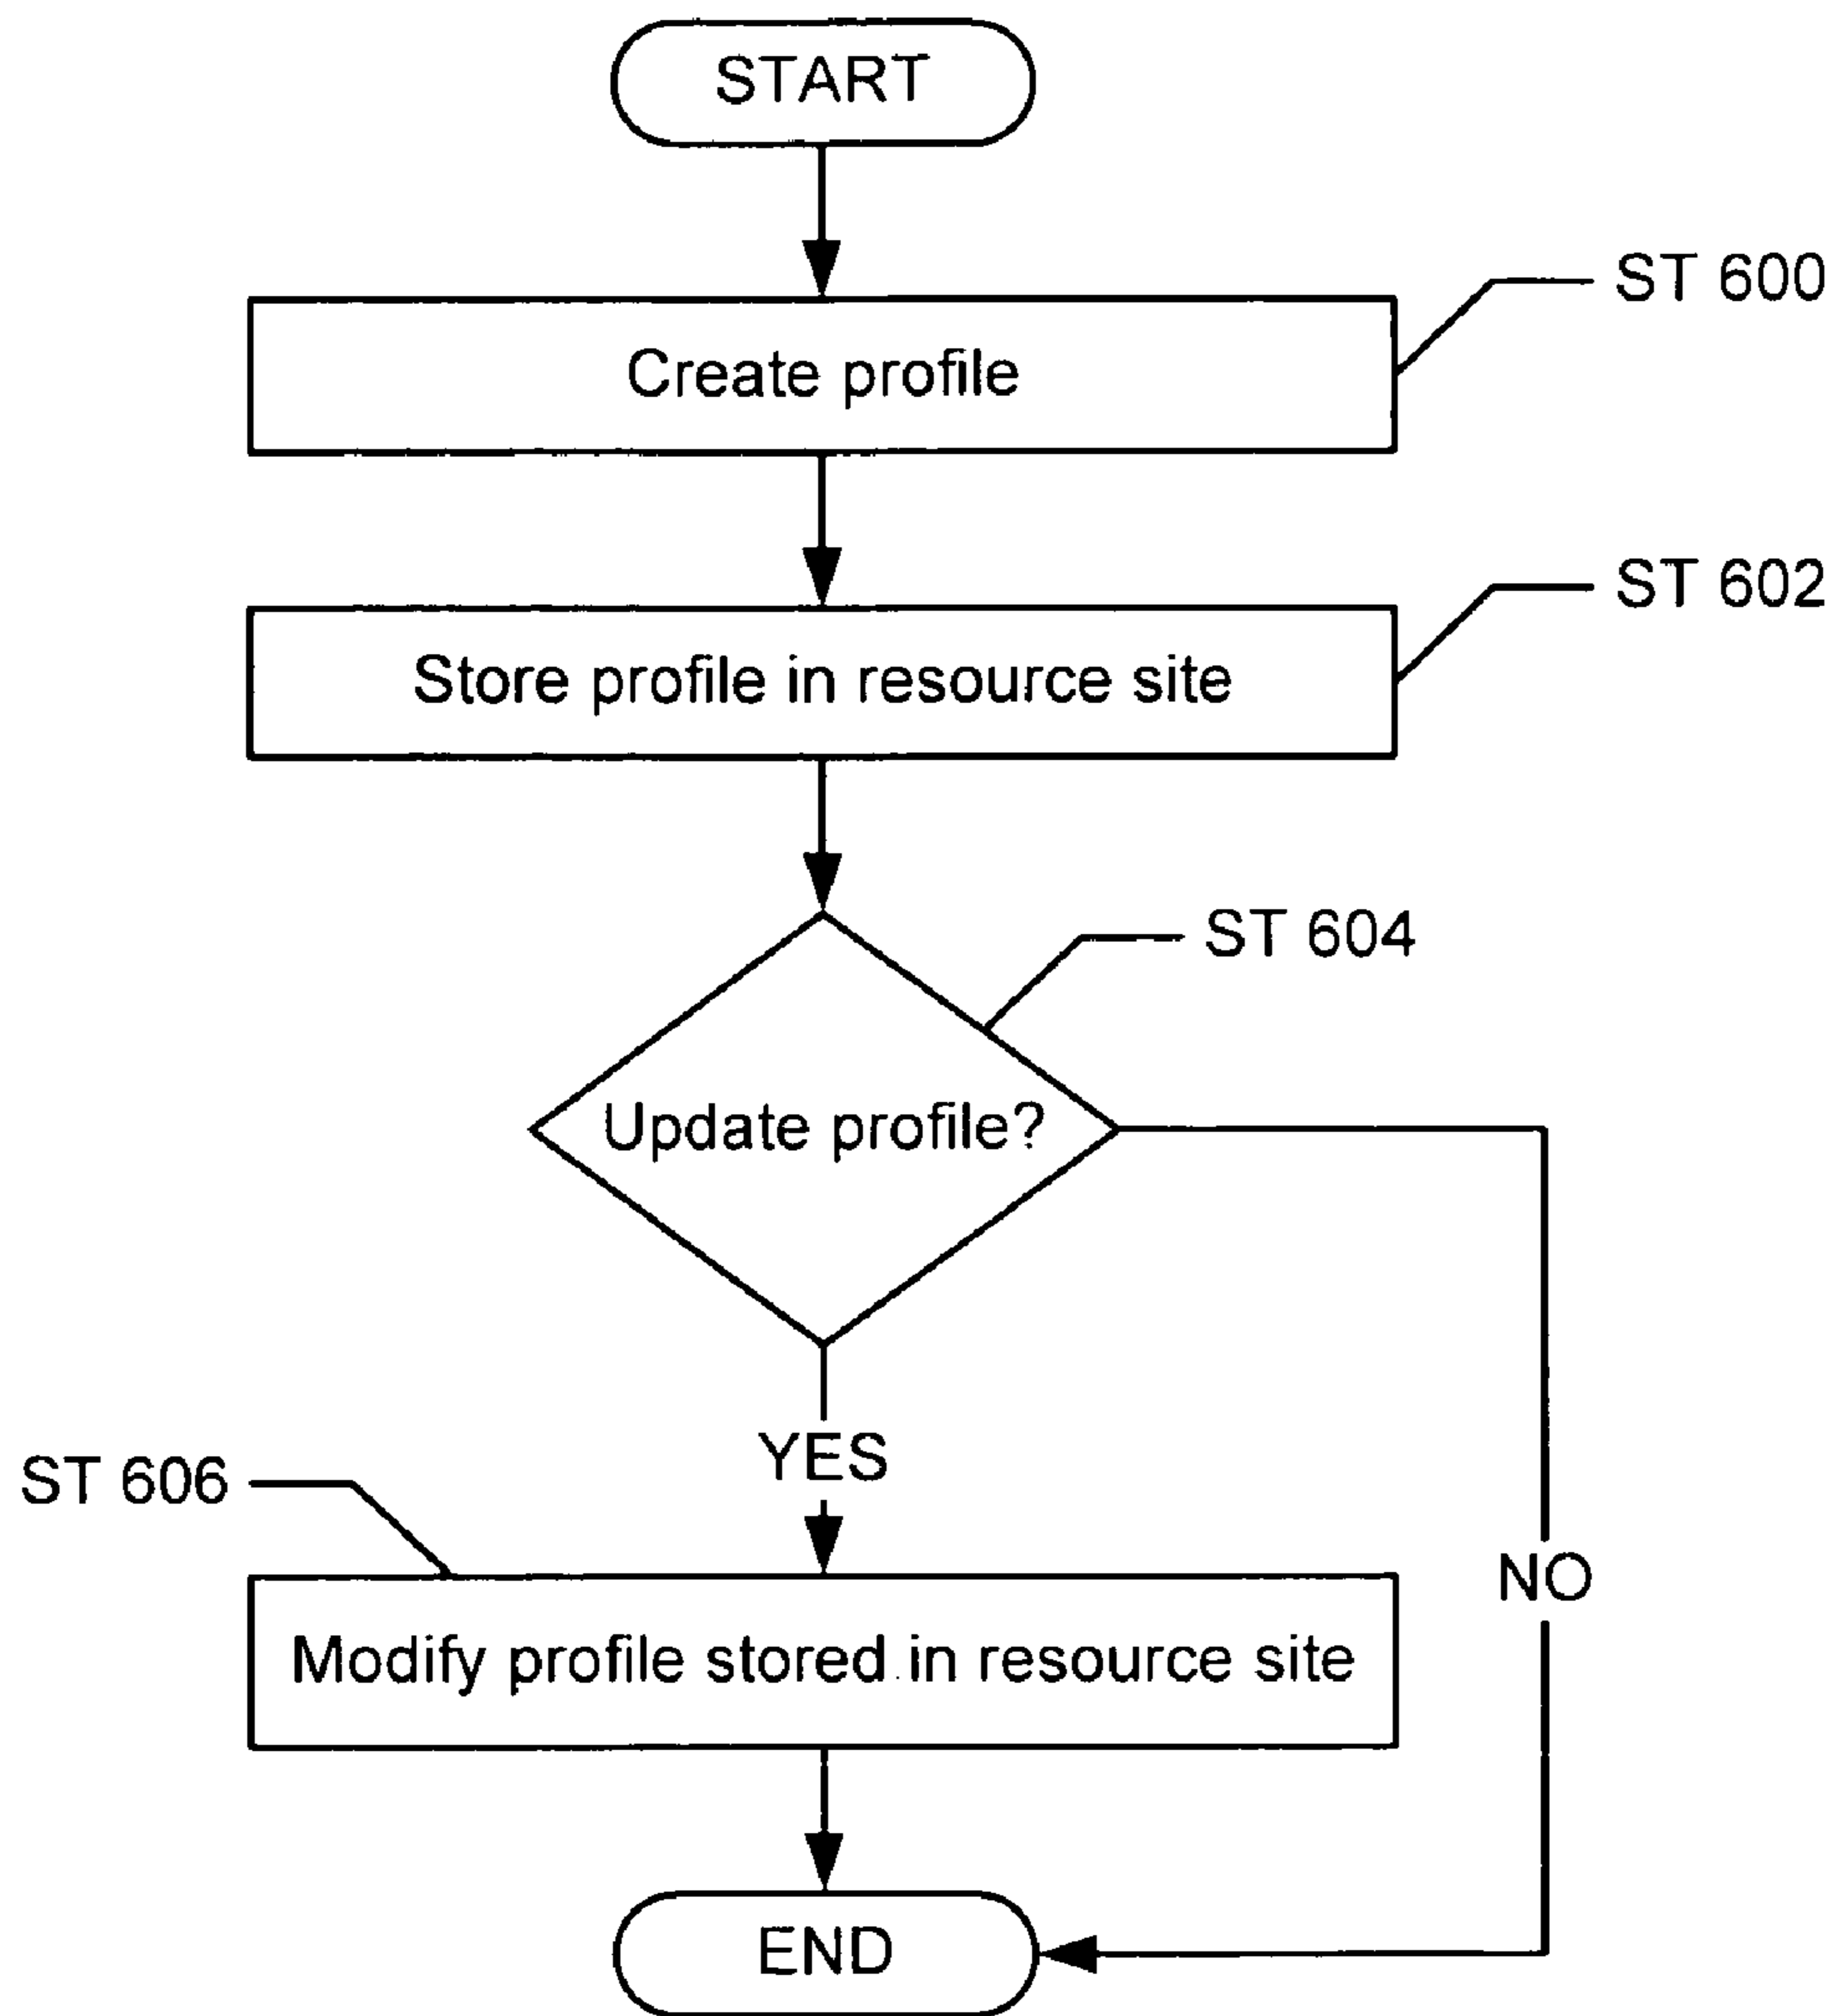 START
ST 600
Create profile
ST 602
Store profile in resource site
ST 604
Update profile?
YES
ST 606
NO
Modify profile stored in resource site
END